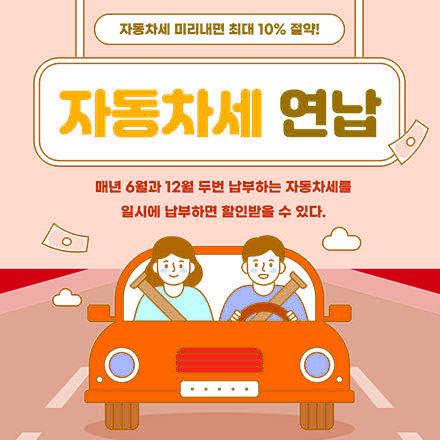 자동차세 미리내면 최대 10% 절약!
자동차세 연납
매년 6월과 12월 두번 납부하는 자동차세를
일시에 납부하면 할인받을 수 있다.